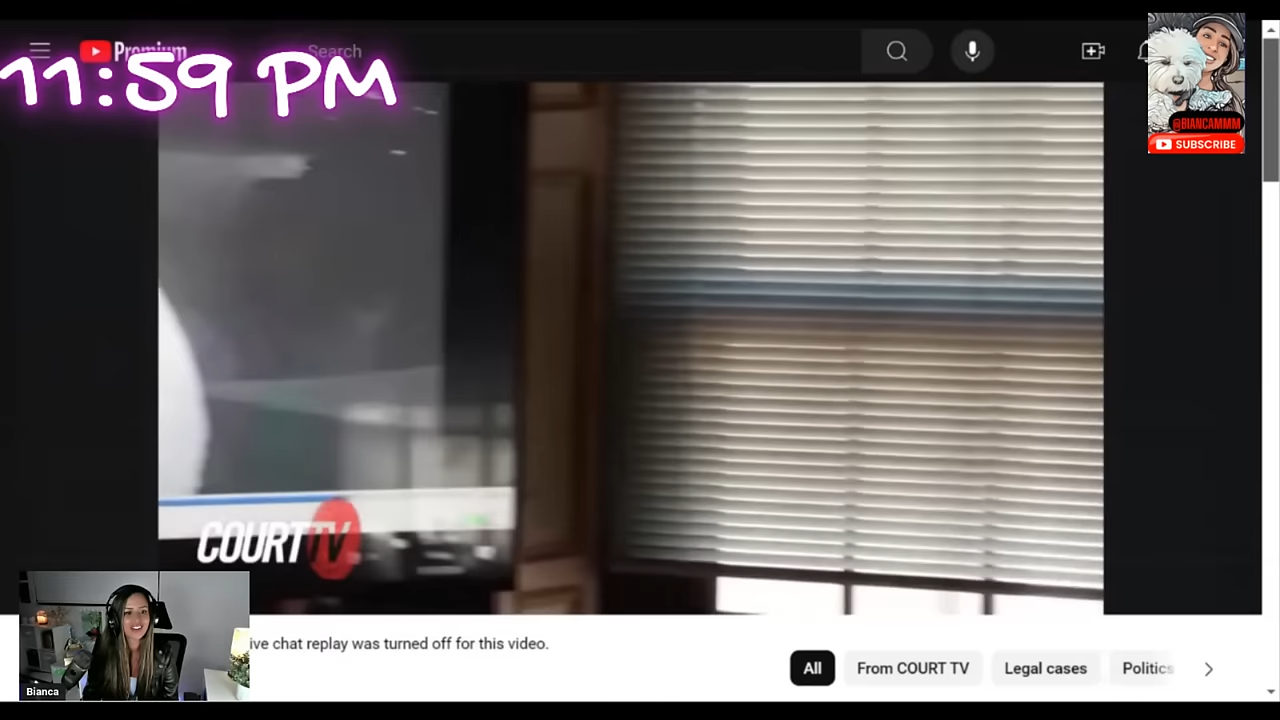 Premium
Search
11:59 PM
@BIANCAMMM
SUBSCRIBE
COURT TV
ive chat replay was turned off for this video.
All
From COURT TV
Legal cases
Politics
Bianca